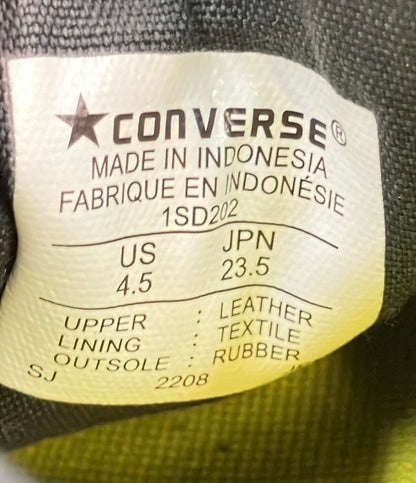 CONVERSE®
MADE IN INDONESIA
FABRIQUE EN INDONÉSIE
1SD202
US JPN
4.5 23.5
UPPER : LEATHER
LINING : TEXTILE
OUTSOLE : RUBBER
SJ 2208